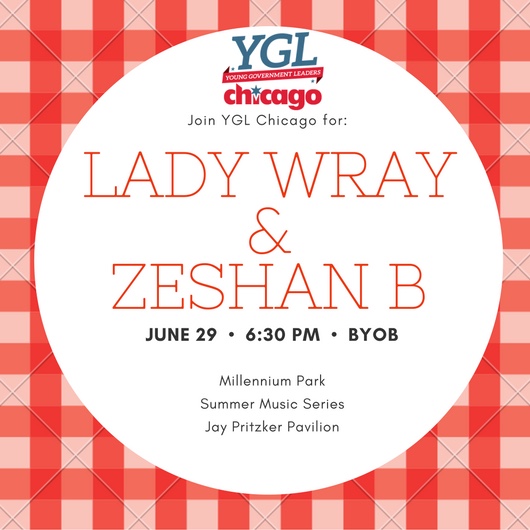 YGL
YOUNG GOVERNMENT LEADERS
chicago
Join YGL Chicago for:
LADY WRAY
&
ZESHAN B
JUNE 29 • 6:30 PM • BYOB
Millennium Park
Summer Music Series
Jay Pritzker Pavilion